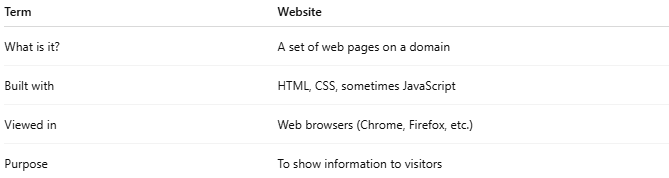 Term Website
What is it? A set of web pages on a domain
Built with HTML, CSS, sometimes JavaScript
Viewed in Web browsers (Chrome, Firefox, etc.)
Purpose To show information to visitors